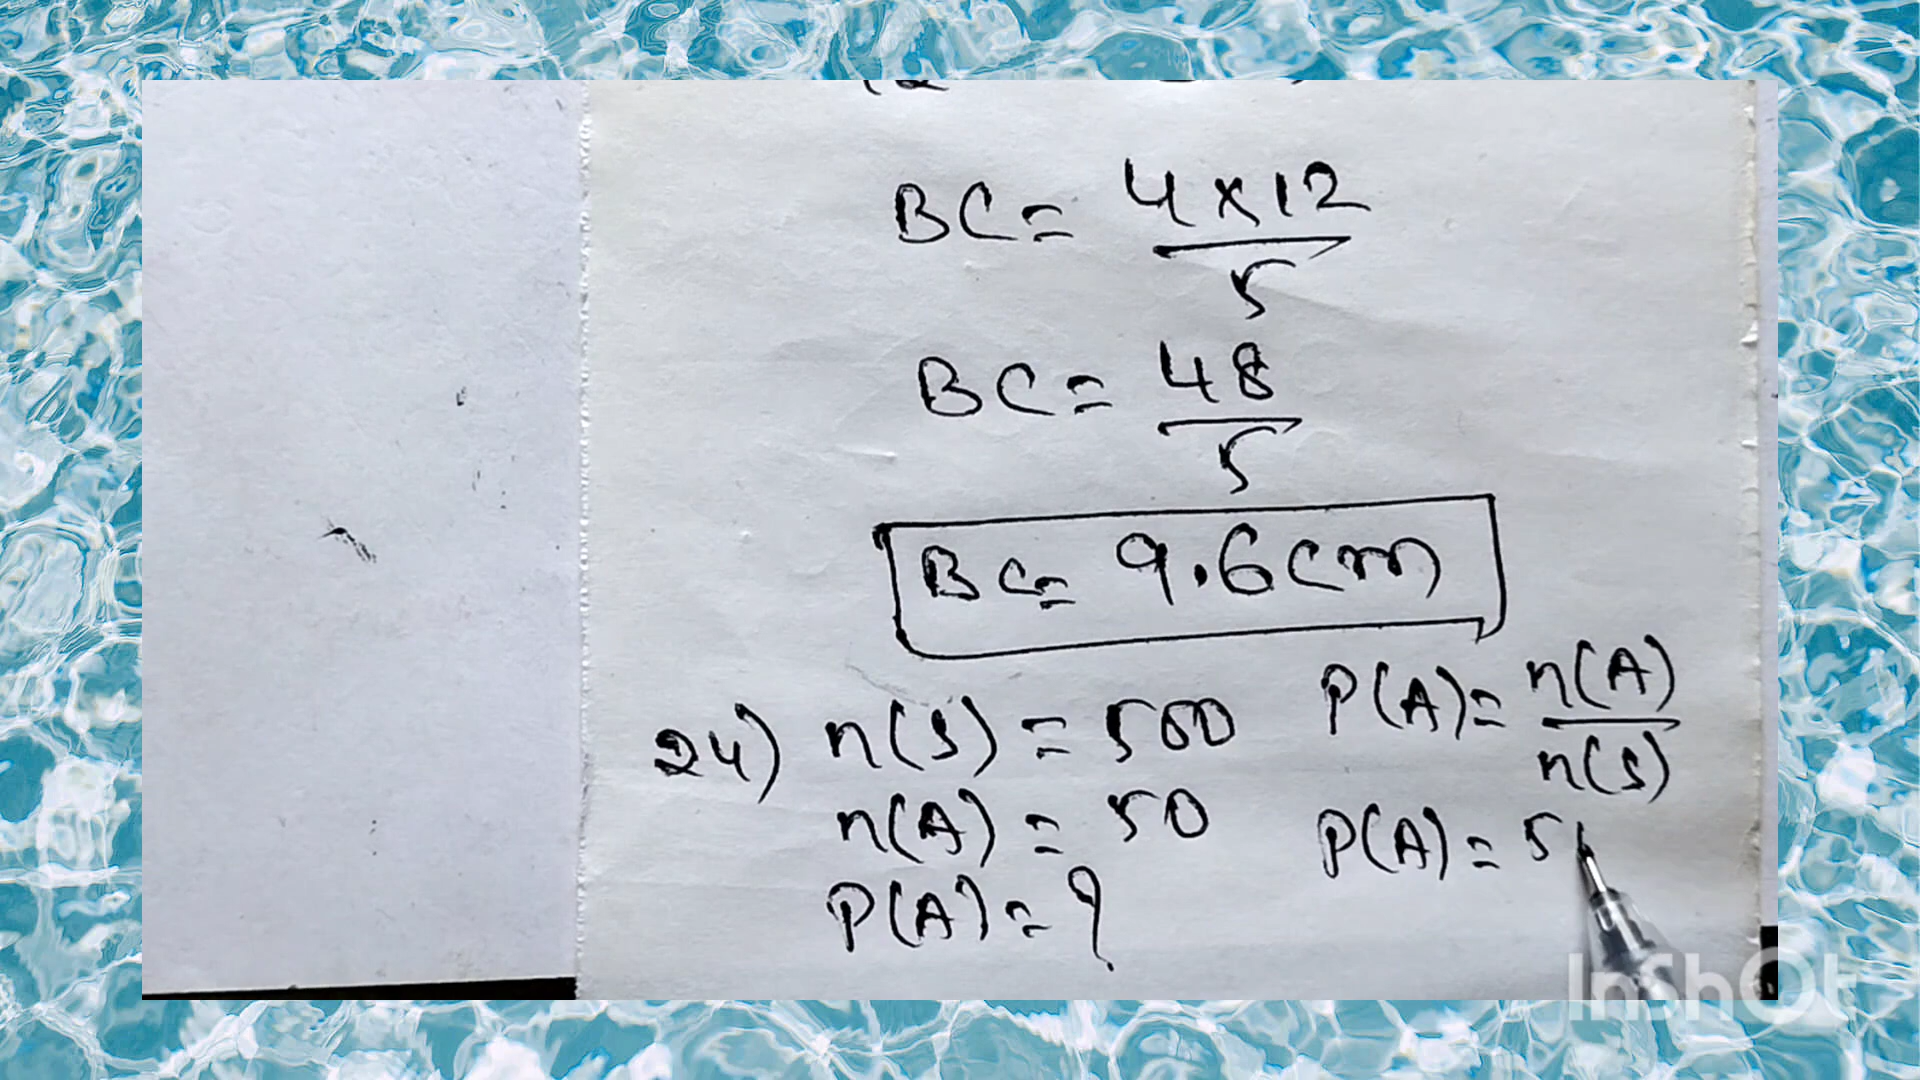 BC = 4×12
5
BC = 48
5
BC = 9.6cm
24) n(S) = 500
n(A) = 50
P(A) = ?
P(A) = n(A)
n(S)
P(A) = 5
InShOt